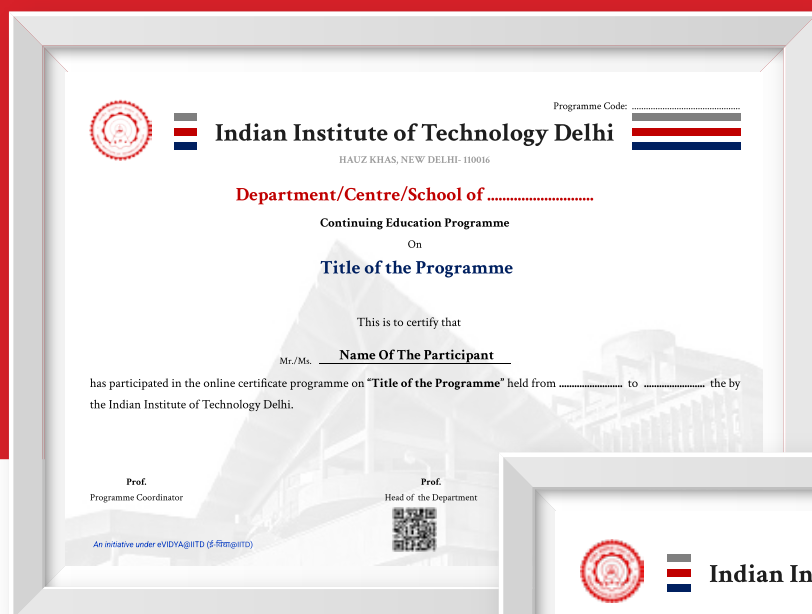 Programme Code: ................................................
Indian Institute of Technology Delhi
HAUZ KHAS, NEW DELHI- 110016
Department/Centre/School of ............................
Continuing Education Programme
On
Title of the Programme
This is to certify that
Mr./Ms. Name Of The Participant
has participated in the online certificate programme on “Title of the Programme” held from ......................... to ........................ the by
the Indian Institute of Technology Delhi.
Prof. Prof.
Programme Coordinator Head of the Department
An initiative under eVIDYA@IITD (ई-विद्या@IITD)
Indian In